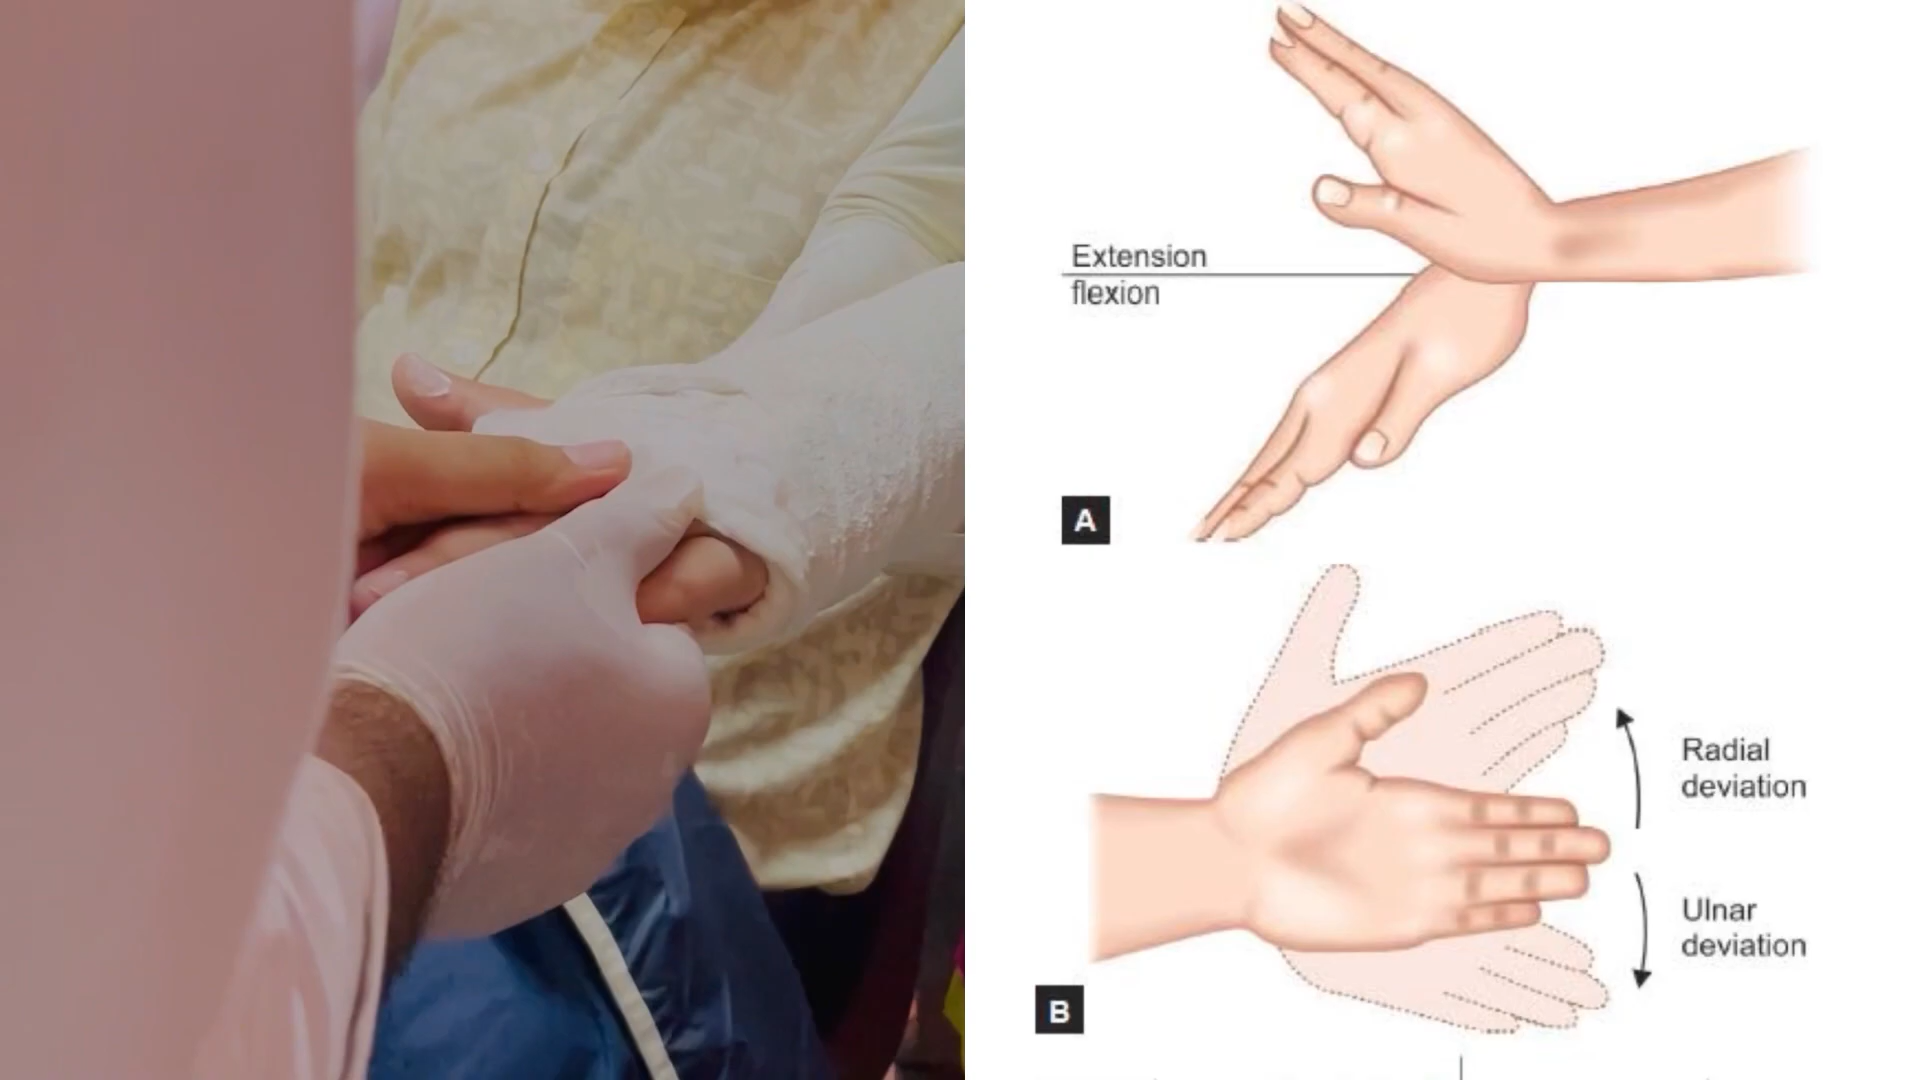 Extension
flexion
A
Radial
deviation
Ulnar
deviation
B